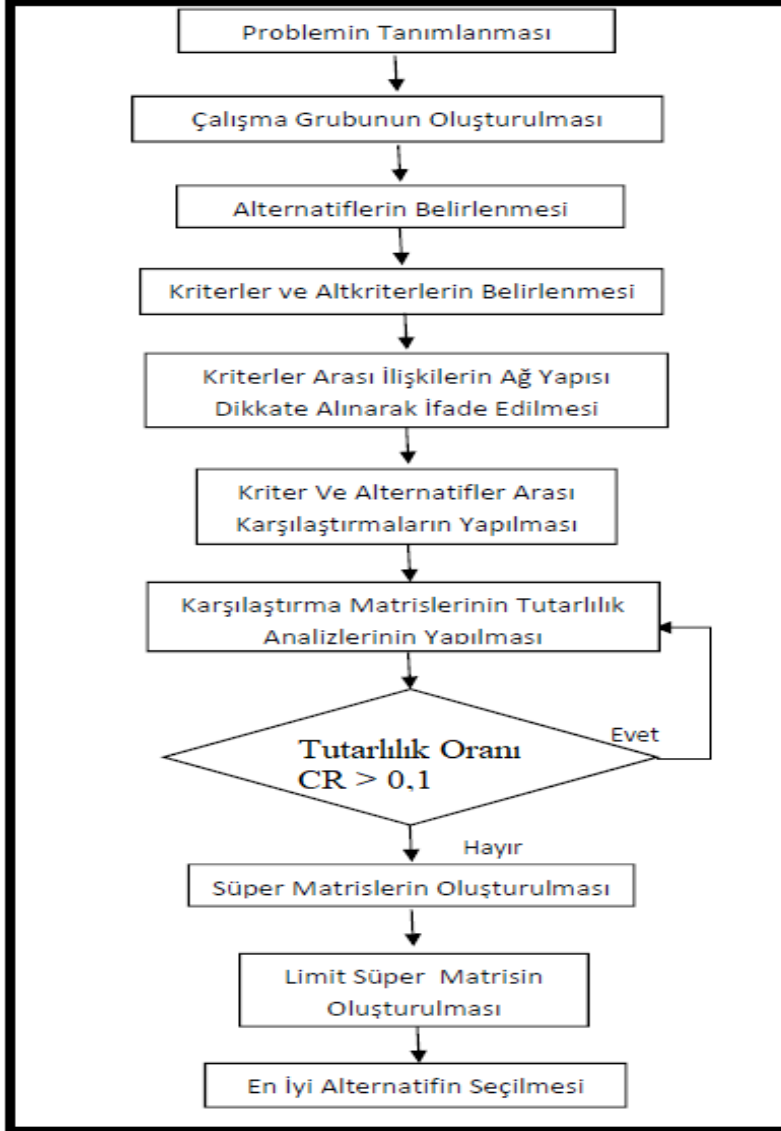 Problemin Tanımlanması
Çalışma Grubunun Oluşturulması
Alternatiflerin Belirlenmesi
Kriterler ve Altkriterlerin Belirlenmesi
Kriterler Arası İlişkilerin Ağ Yapısı
Dikkate Alınarak İfade Edilmesi
Kriter Ve Alternatifler Arası
Karşılaştırmaların Yapılması
Karşılaştırma Matrislerinin Tutarlılık
Analizlerinin Yapılması
Evet
Tutarlılık Oranı
CR > 0,1
Hayır
Süper Matrislerin Oluşturulması
Limit Süper Matrisin
Oluşturulması
En İyi Alternatifin Seçilmesi